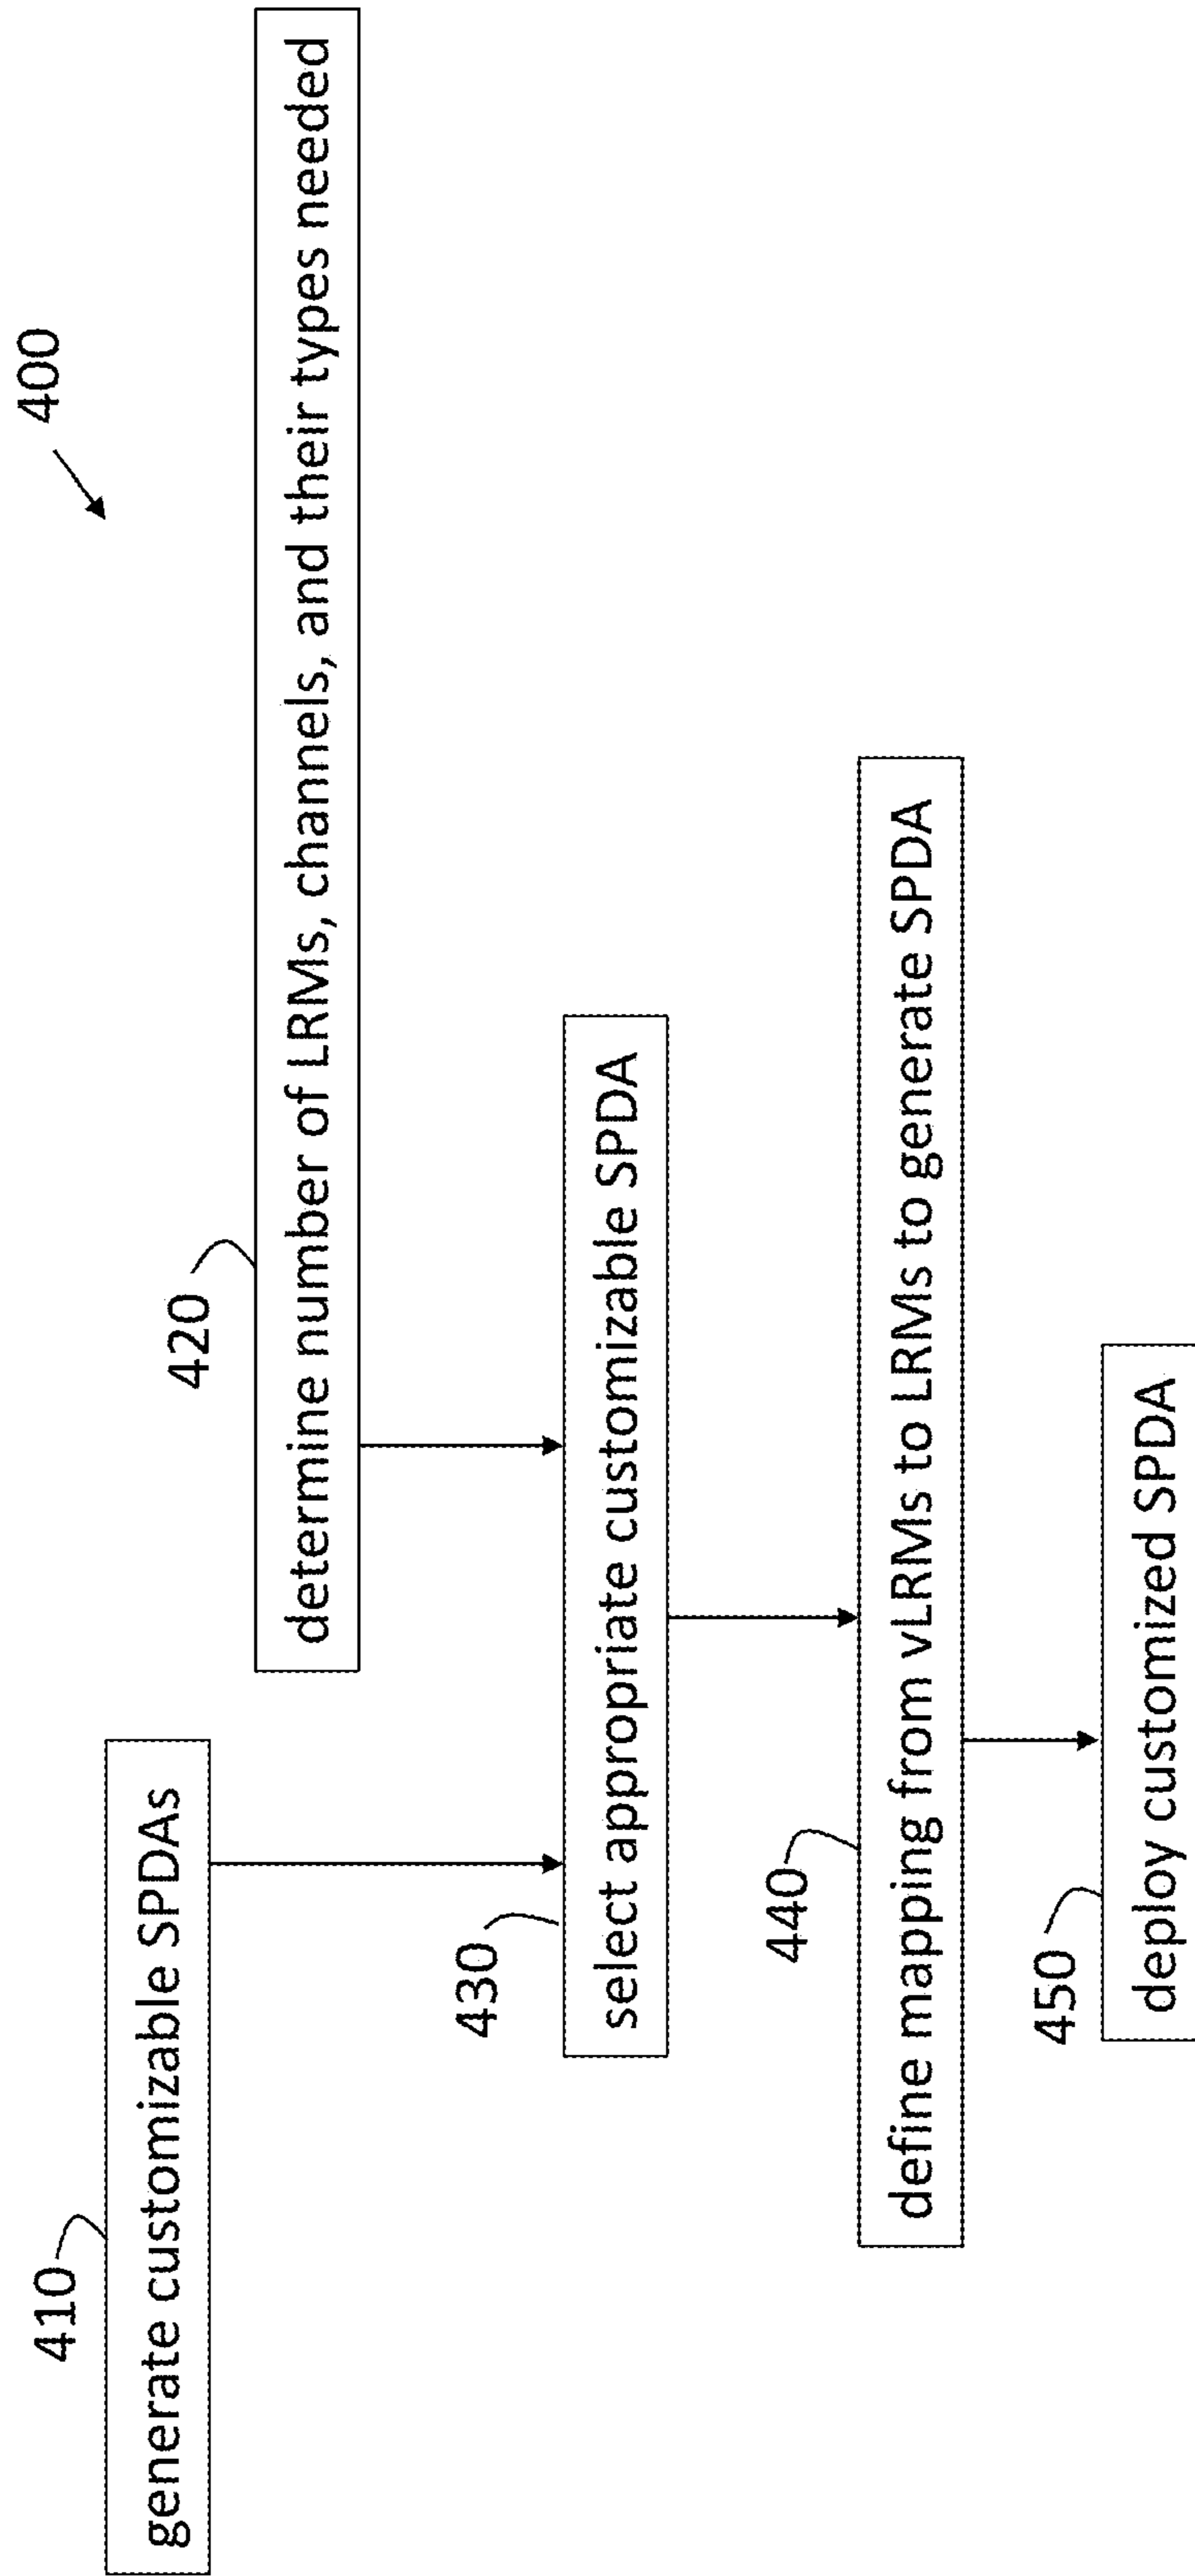 400
410
generate customizable SPDAs
420
determine number of LRMs, channels, and their types needed
430
select appropriate customizable SPDA
440
define mapping from vLRMs to LRMs to generate SPDA
450
deploy customized SPDA